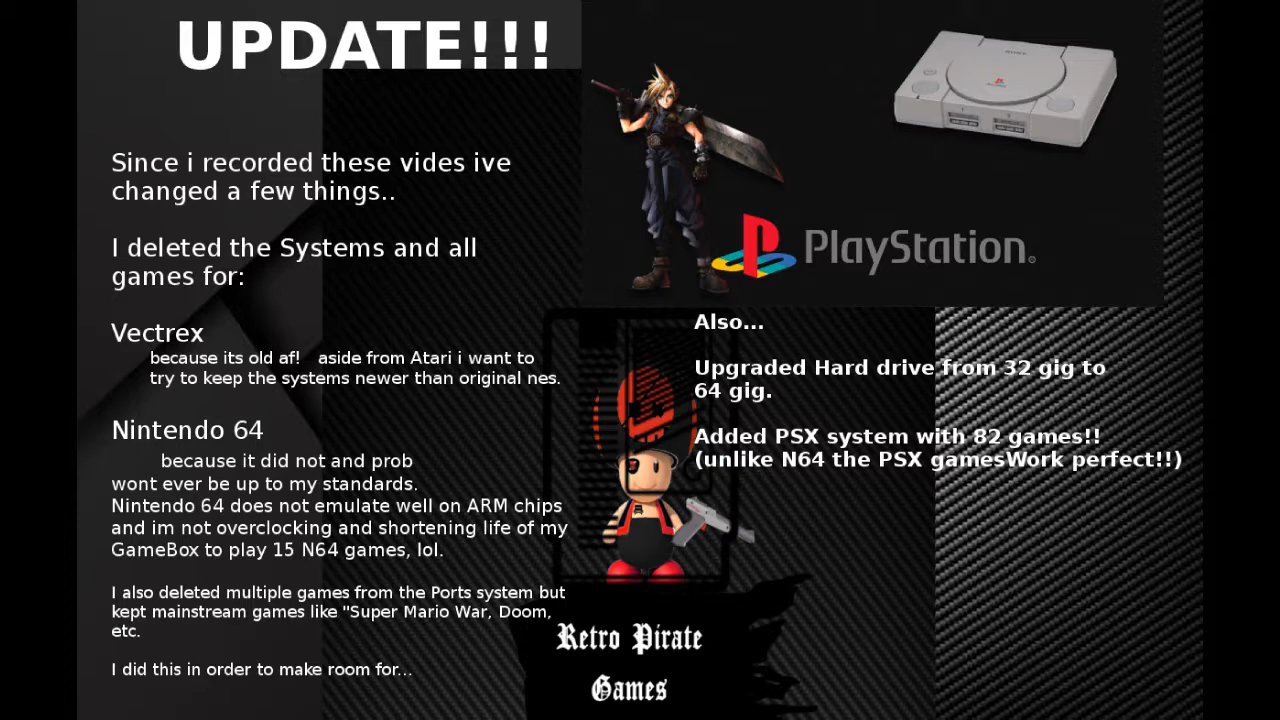 UPDATE!!!
Since i recorded these vides ive
changed a few things..
I deleted the Systems and all
games for:
Vectrex
because its old af! aside from Atari i want to
try to keep the systems newer than original nes.
Nintendo 64
because it did not and prob
wont ever be up to my standards.
Nintendo 64 does not emulate well on ARM chips
and im not overclocking and shortening life of my
GameBox to play 15 N64 games, lol.
I also deleted multiple games from the Ports system but
kept mainstream games like "Super Mario War, Doom,
etc.
I did this in order to make room for...
PlayStation
Also...
Upgraded Hard drive from 32 gig to
64 gig.
Added PSX system with 82 games!!
(unlike N64 the PSX gamesWork perfect!!)
Retro Pirate
Games